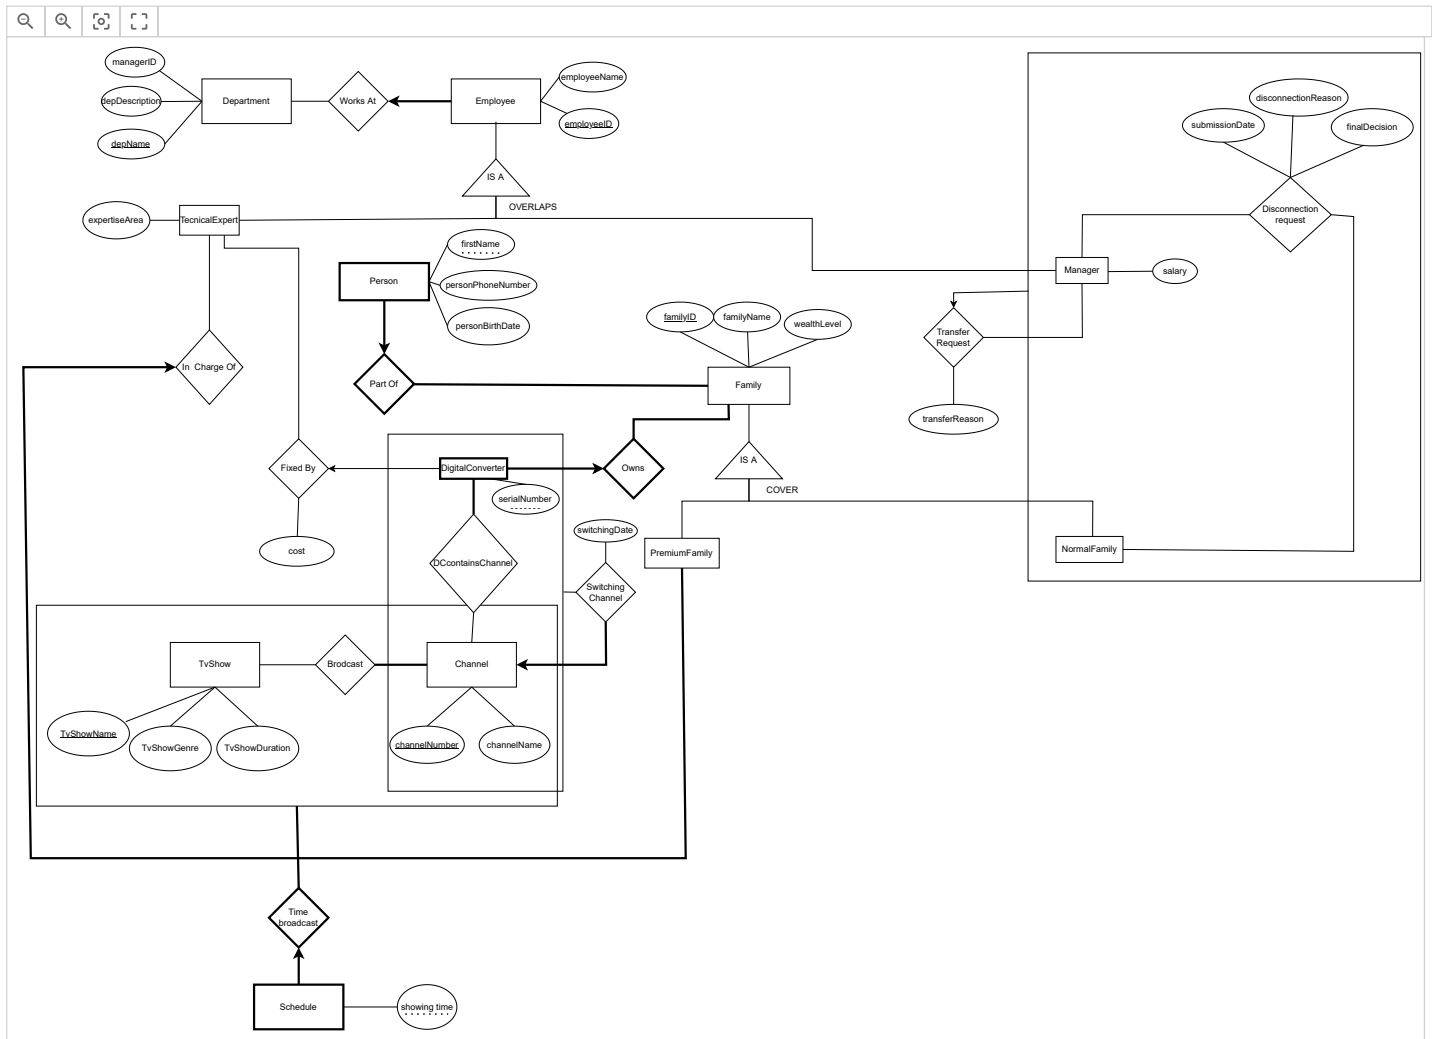 managerID
depDescription
depName
Department
Works At
Employee
employeeName
employeeID
IS A
OVERLAPS
expertiseArea
TecnicalExpert
firstName
Person
personPhoneNumber
personBirthDate
disconnectionReason
submissionDate
finalDecision
Disconnection
request
Manager
salary
familyID
familyName
wealthLevel
Transfer
Request
In Charge Of
Part Of
Family
transferReason
Fixed By
DigitalConverter
Owns
IS A
COVER
serialNumber
switchingDate
cost
DCcontainsChannel
PremiumFamily
NormalFamily
Switching
Channel
TvShow
Brodcast
Channel
TvShowName
TvShowGenre
TvShowDuration
channelNumber
channelName
Time
broadcast
Schedule
showing time